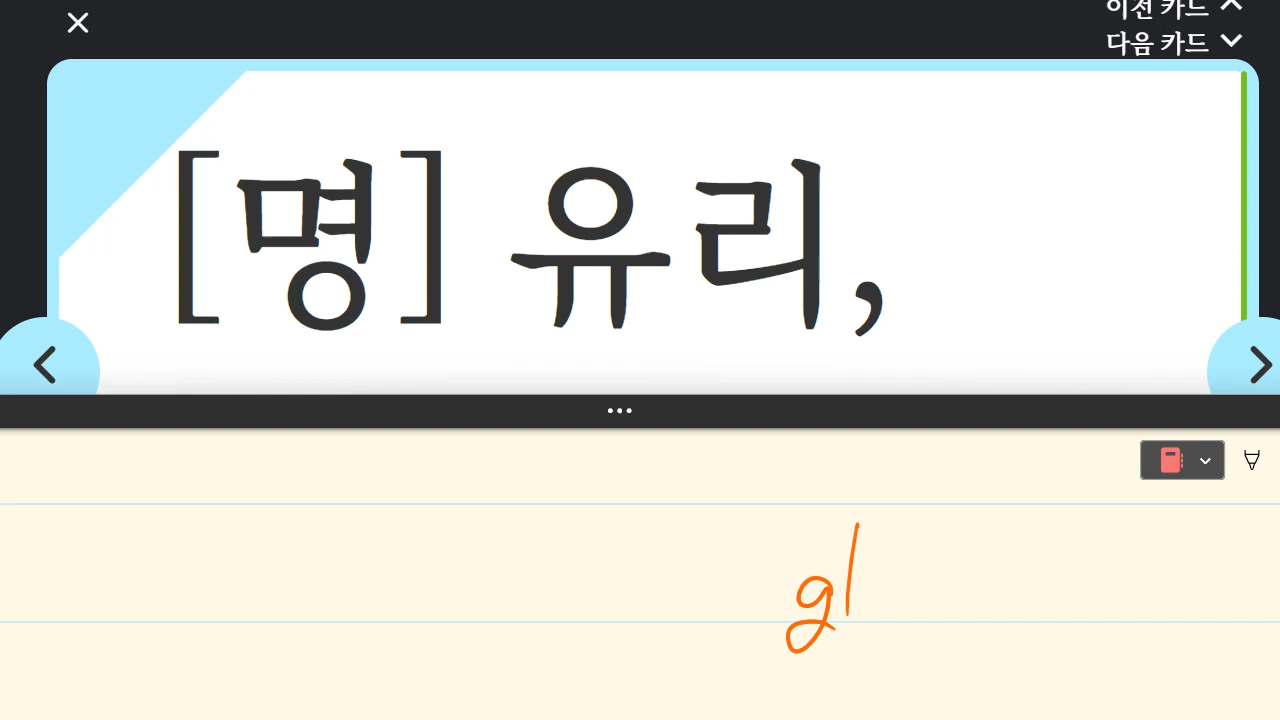 이전 카드
다음 카드
[명] 유리,
gl